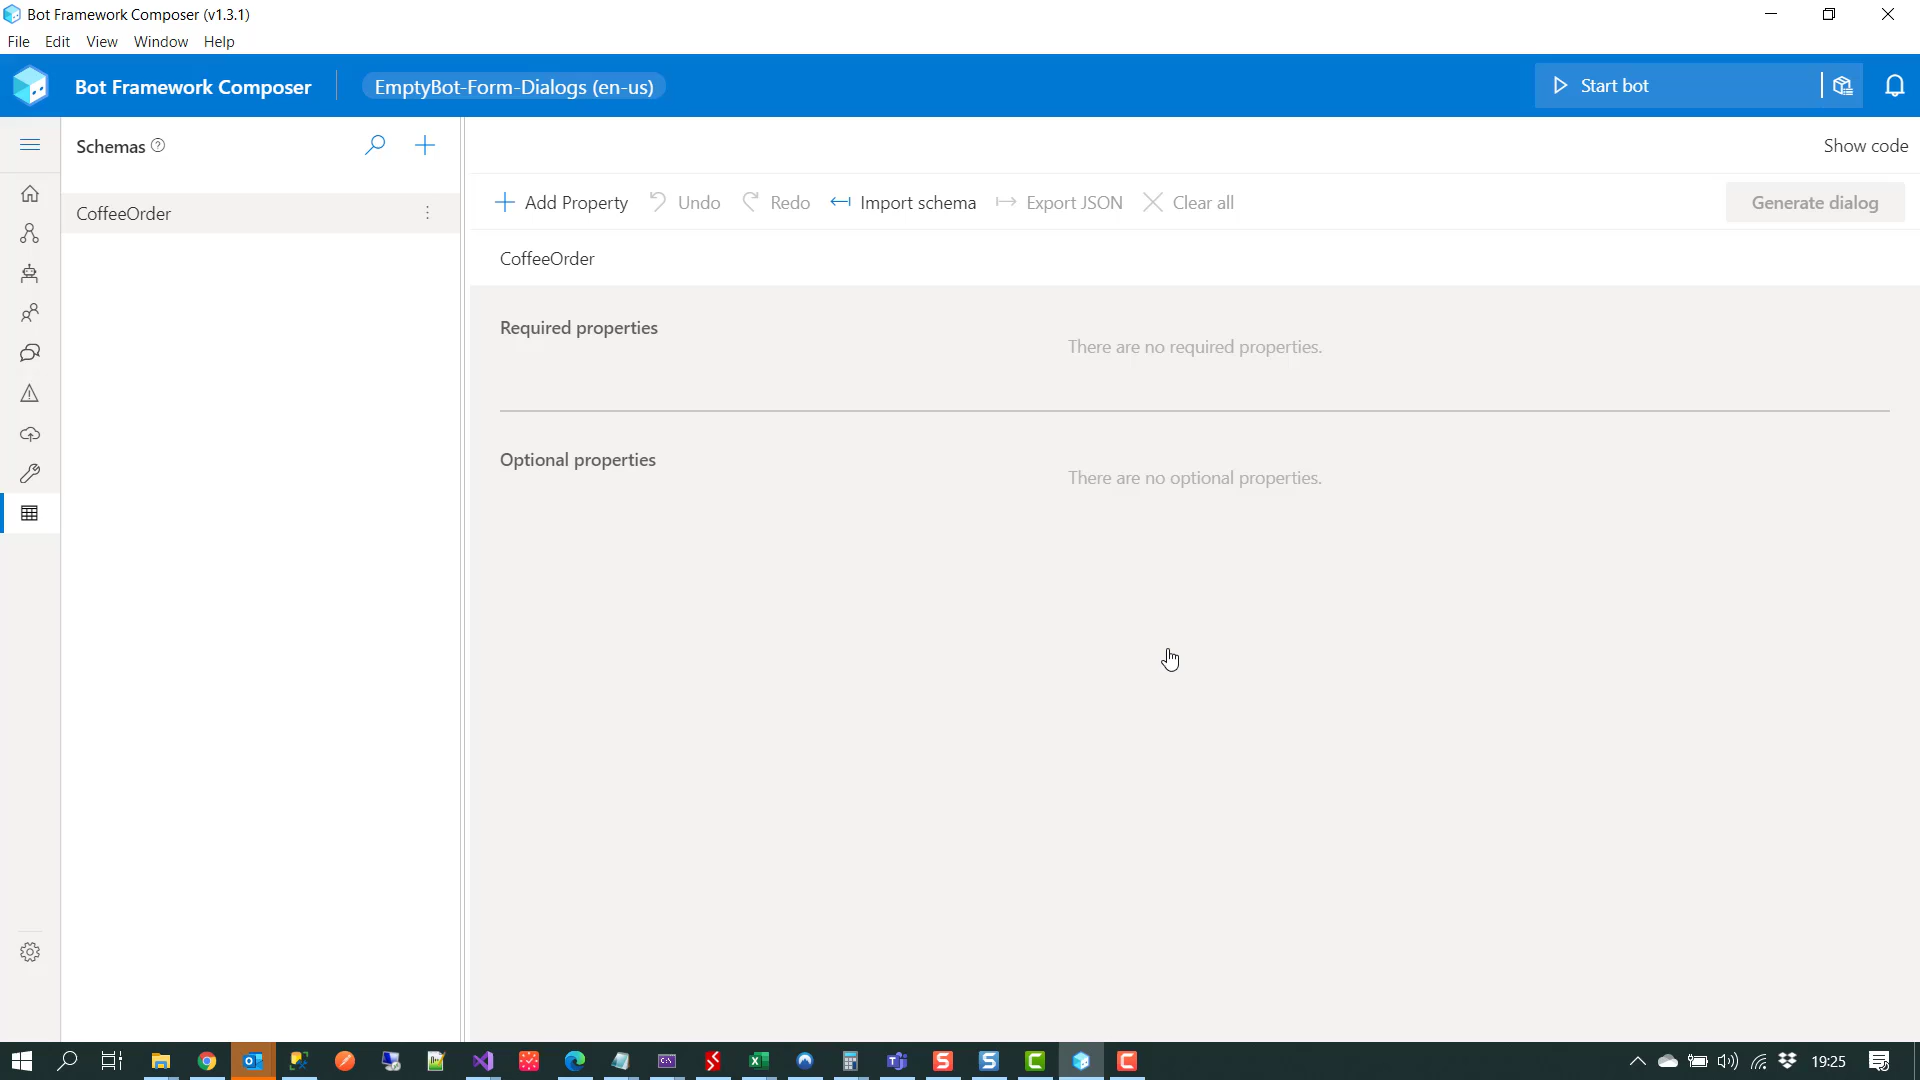 Bot Framework Composer (v1.3.1)
File Edit View Window Help
Bot Framework Composer
EmptyBot-Form-Dialogs (en-us)
Start bot
Schemas
Show code
Add Property Undo Redo Import schema Export JSON Clear all
Generate dialog
CoffeeOrder
CoffeeOrder
Required properties
There are no required properties.
Optional properties
There are no optional properties.
19:25